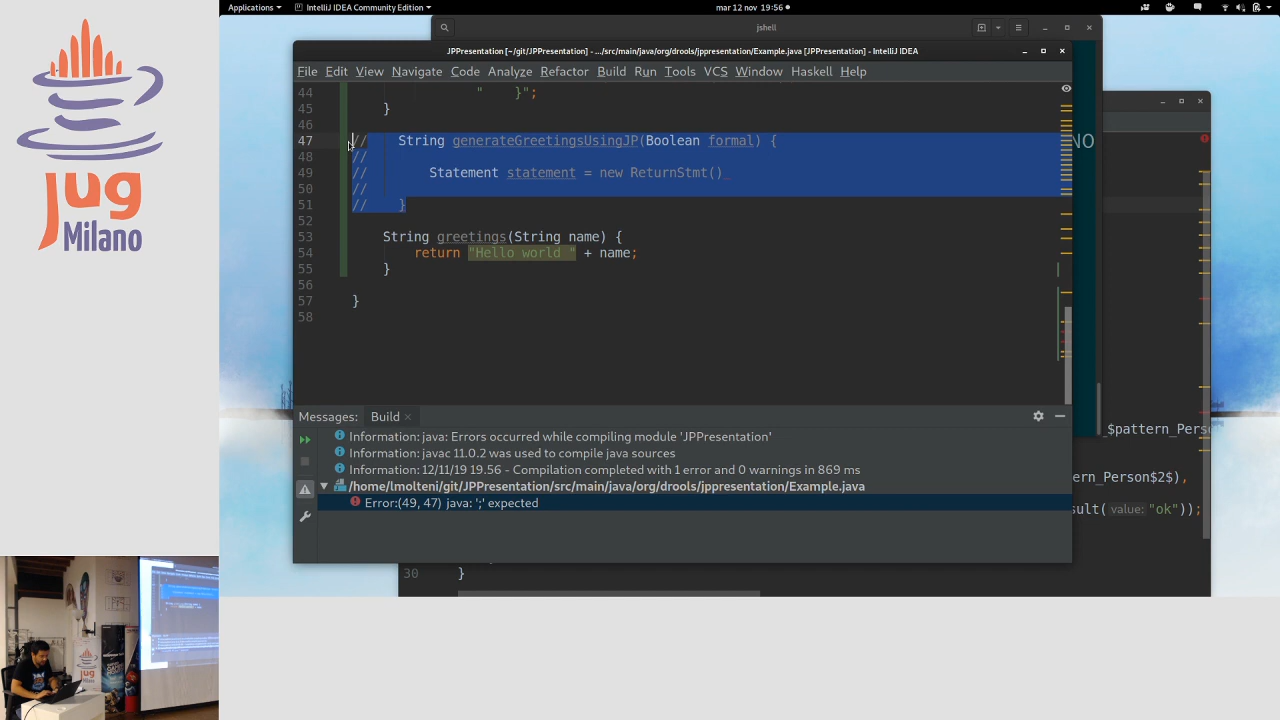 Applications
IntelliJ IDEA Community Edition
mar 12 nov 19:56
jshell
JPPresentation [~/git/JPPresentation] - .../src/main/java/org/drools/jppresentation/Example.java [JPPresentation] - IntelliJ IDEA
File Edit View Navigate Code Analyze Refactor Build Run Tools VCS Window Haskell Help
44 " }";
45 }
46
47 // String generateGreetingsUsingJP(Boolean formal) {
48 //
49 // Statement statement = new ReturnStmt()
50 //
51 // }
52
53 String greetings(String name) {
54 return "Hello world " + name;
55 }
56
57 }
58
NO
_$pattern_Pers
ern_Person$2$),
sult( value: "ok"));
30 }
Messages: Build
Information: java: Errors occurred while compiling module 'JPPresentation'
Information: javac 11.0.2 was used to compile java sources
Information: 12/11/19 19.56 - Compilation completed with 1 error and 0 warnings in 869 ms
/home/lmolteni/git/JPPresentation/src/main/java/org/drools/jppresentation/Example.java
Error:(49, 47) java: ';' expected
jug
Milano
jug
Milano